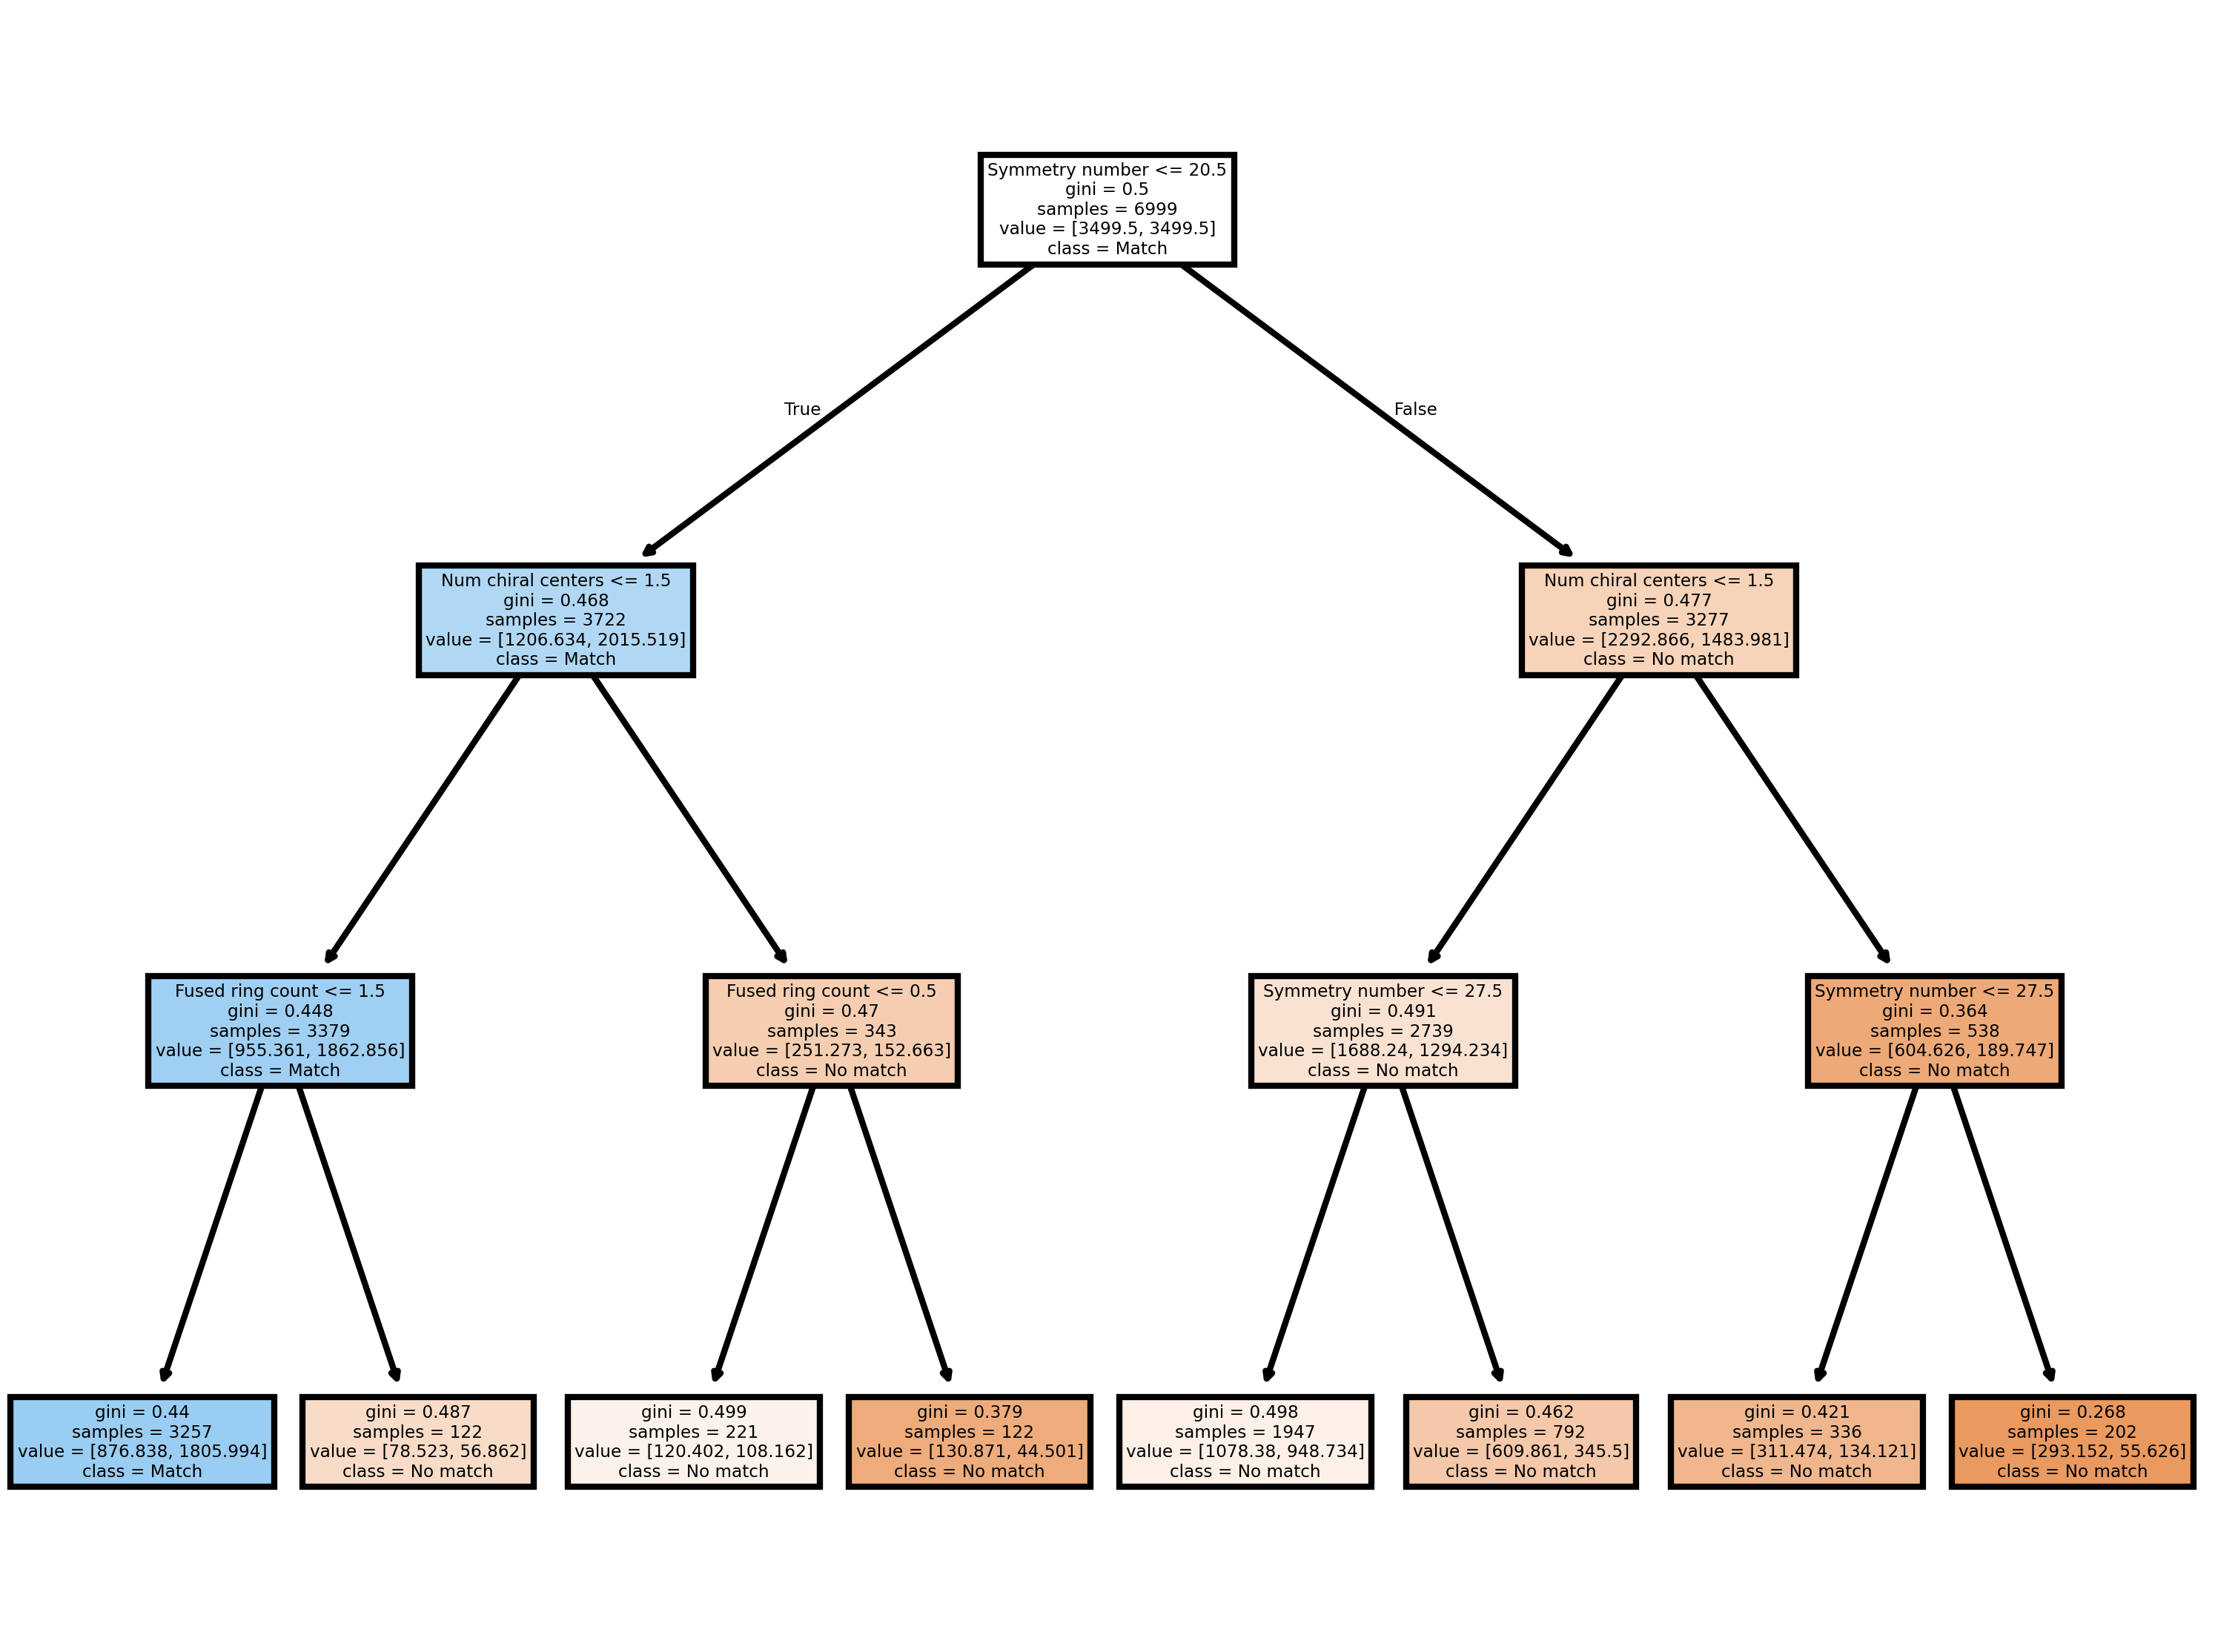 Symmetry number <= 20.5
gini = 0.5
samples = 6999
value = [3499.5, 3499.5]
class = Match
True
False
Num chiral centers <= 1.5
gini = 0.468
samples = 3722
value = [1206.634, 2015.519]
class = Match
Num chiral centers <= 1.5
gini = 0.477
samples = 3277
value = [2292.866, 1483.981]
class = No match
Fused ring count <= 1.5
gini = 0.448
samples = 3379
value = [955.361, 1862.856]
class = Match
Fused ring count <= 0.5
gini = 0.47
samples = 343
value = [251.273, 152.663]
class = No match
Symmetry number <= 27.5
gini = 0.491
samples = 2739
value = [1688.24, 1294.234]
class = No match
Symmetry number <= 27.5
gini = 0.364
samples = 538
value = [604.626, 189.747]
class = No match
gini = 0.44
samples = 3257
value = [876.838, 1805.994]
class = Match
gini = 0.487
samples = 122
value = [78.523, 56.862]
class = No match
gini = 0.499
samples = 221
value = [120.402, 108.162]
class = No match
gini = 0.379
samples = 122
value = [130.871, 44.501]
class = No match
gini = 0.498
samples = 1947
value = [1078.38, 948.734]
class = No match
gini = 0.462
samples = 792
value = [609.861, 345.5]
class = No match
gini = 0.421
samples = 336
value = [311.474, 134.121]
class = No match
gini = 0.268
samples = 202
value = [293.152, 55.626]
class = No match